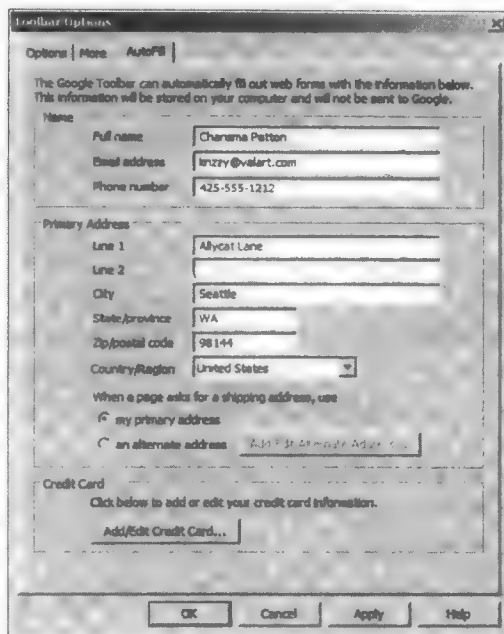 Toolbar Options
Options More AutoFill
The Google Toolbar can automatically fill out web forms with the information below.
This information will be stored on your computer and will not be sent to Google.
Name
Full name Charisma Patton
Email address
Phone number 425-555-1212
Primary Address
Line 1 Allycat Lane
Line 2
City Seattle
State/province WA
Zip/postal code 98144
Country/Region United States
When a page asks for a shipping address, use
my primary address
an alternate address Add/Edit Alternate Address...
Credit Card
Click below to add or edit your credit card information.
Add/Edit Credit Card...
OK Cancel Apply Help